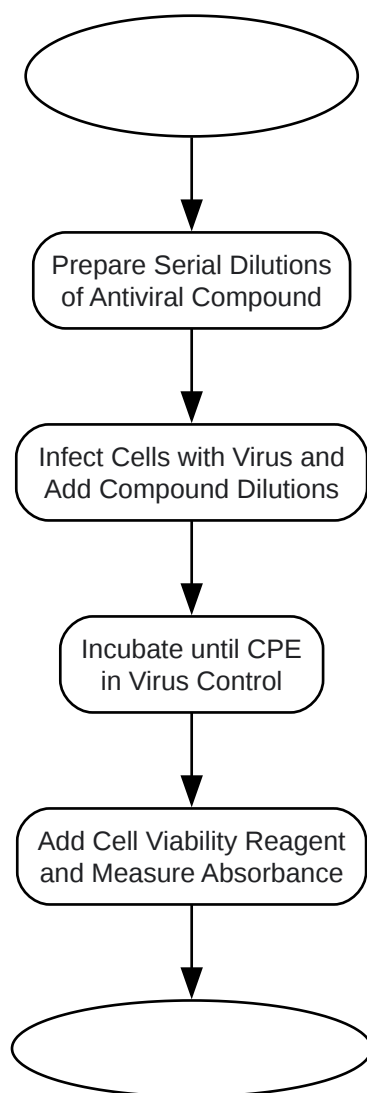 Prepare Serial Dilutions
of Antiviral Compound
Infect Cells with Virus and
Add Compound Dilutions
Incubate until CPE
in Virus Control
Add Cell Viability Reagent
and Measure Absorbance